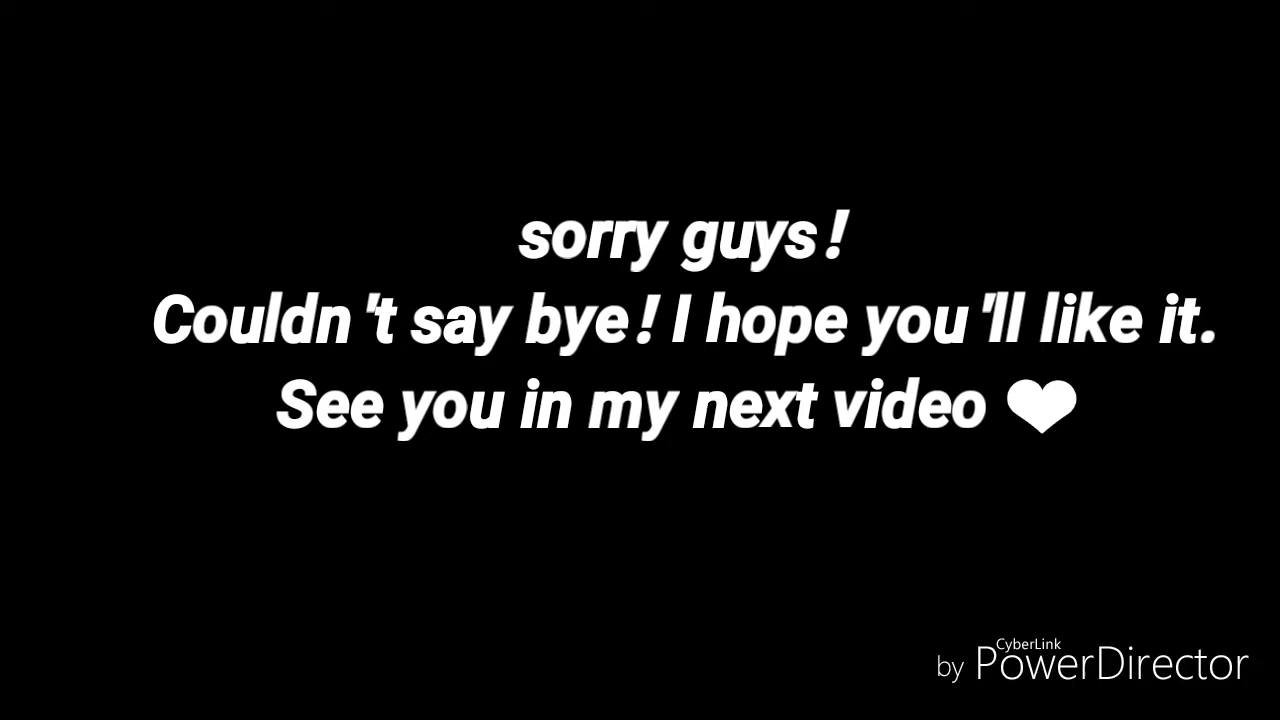 sorry guys!
Couldn't say bye! I hope you'll like it.
See you in my next video ❤
CyberLink
by PowerDirector